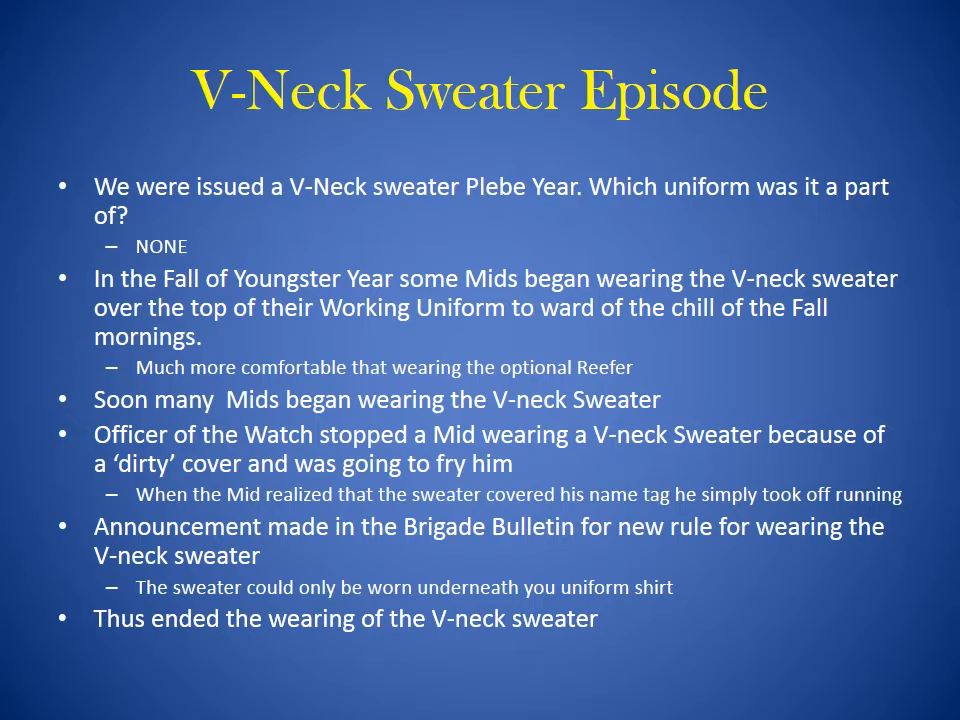 V-Neck Sweater Episode
• We were issued a V-Neck sweater Plebe Year. Which uniform was it a part
of?
– NONE
• In the Fall of Youngster Year some Mids began wearing the V-neck sweater
over the top of their Working Uniform to ward of the chill of the Fall
mornings.
– Much more comfortable that wearing the optional Reefer
• Soon many  Mids began wearing the V-neck Sweater
• Officer of the Watch stopped a Mid wearing a V-neck Sweater because of
a ‘dirty’ cover and was going to fry him
– When the Mid realized that the sweater covered his name tag he simply took off running
• Announcement made in the Brigade Bulletin for new rule for wearing the
V-neck sweater
– The sweater could only be worn underneath you uniform shirt
• Thus ended the wearing of the V-neck sweater